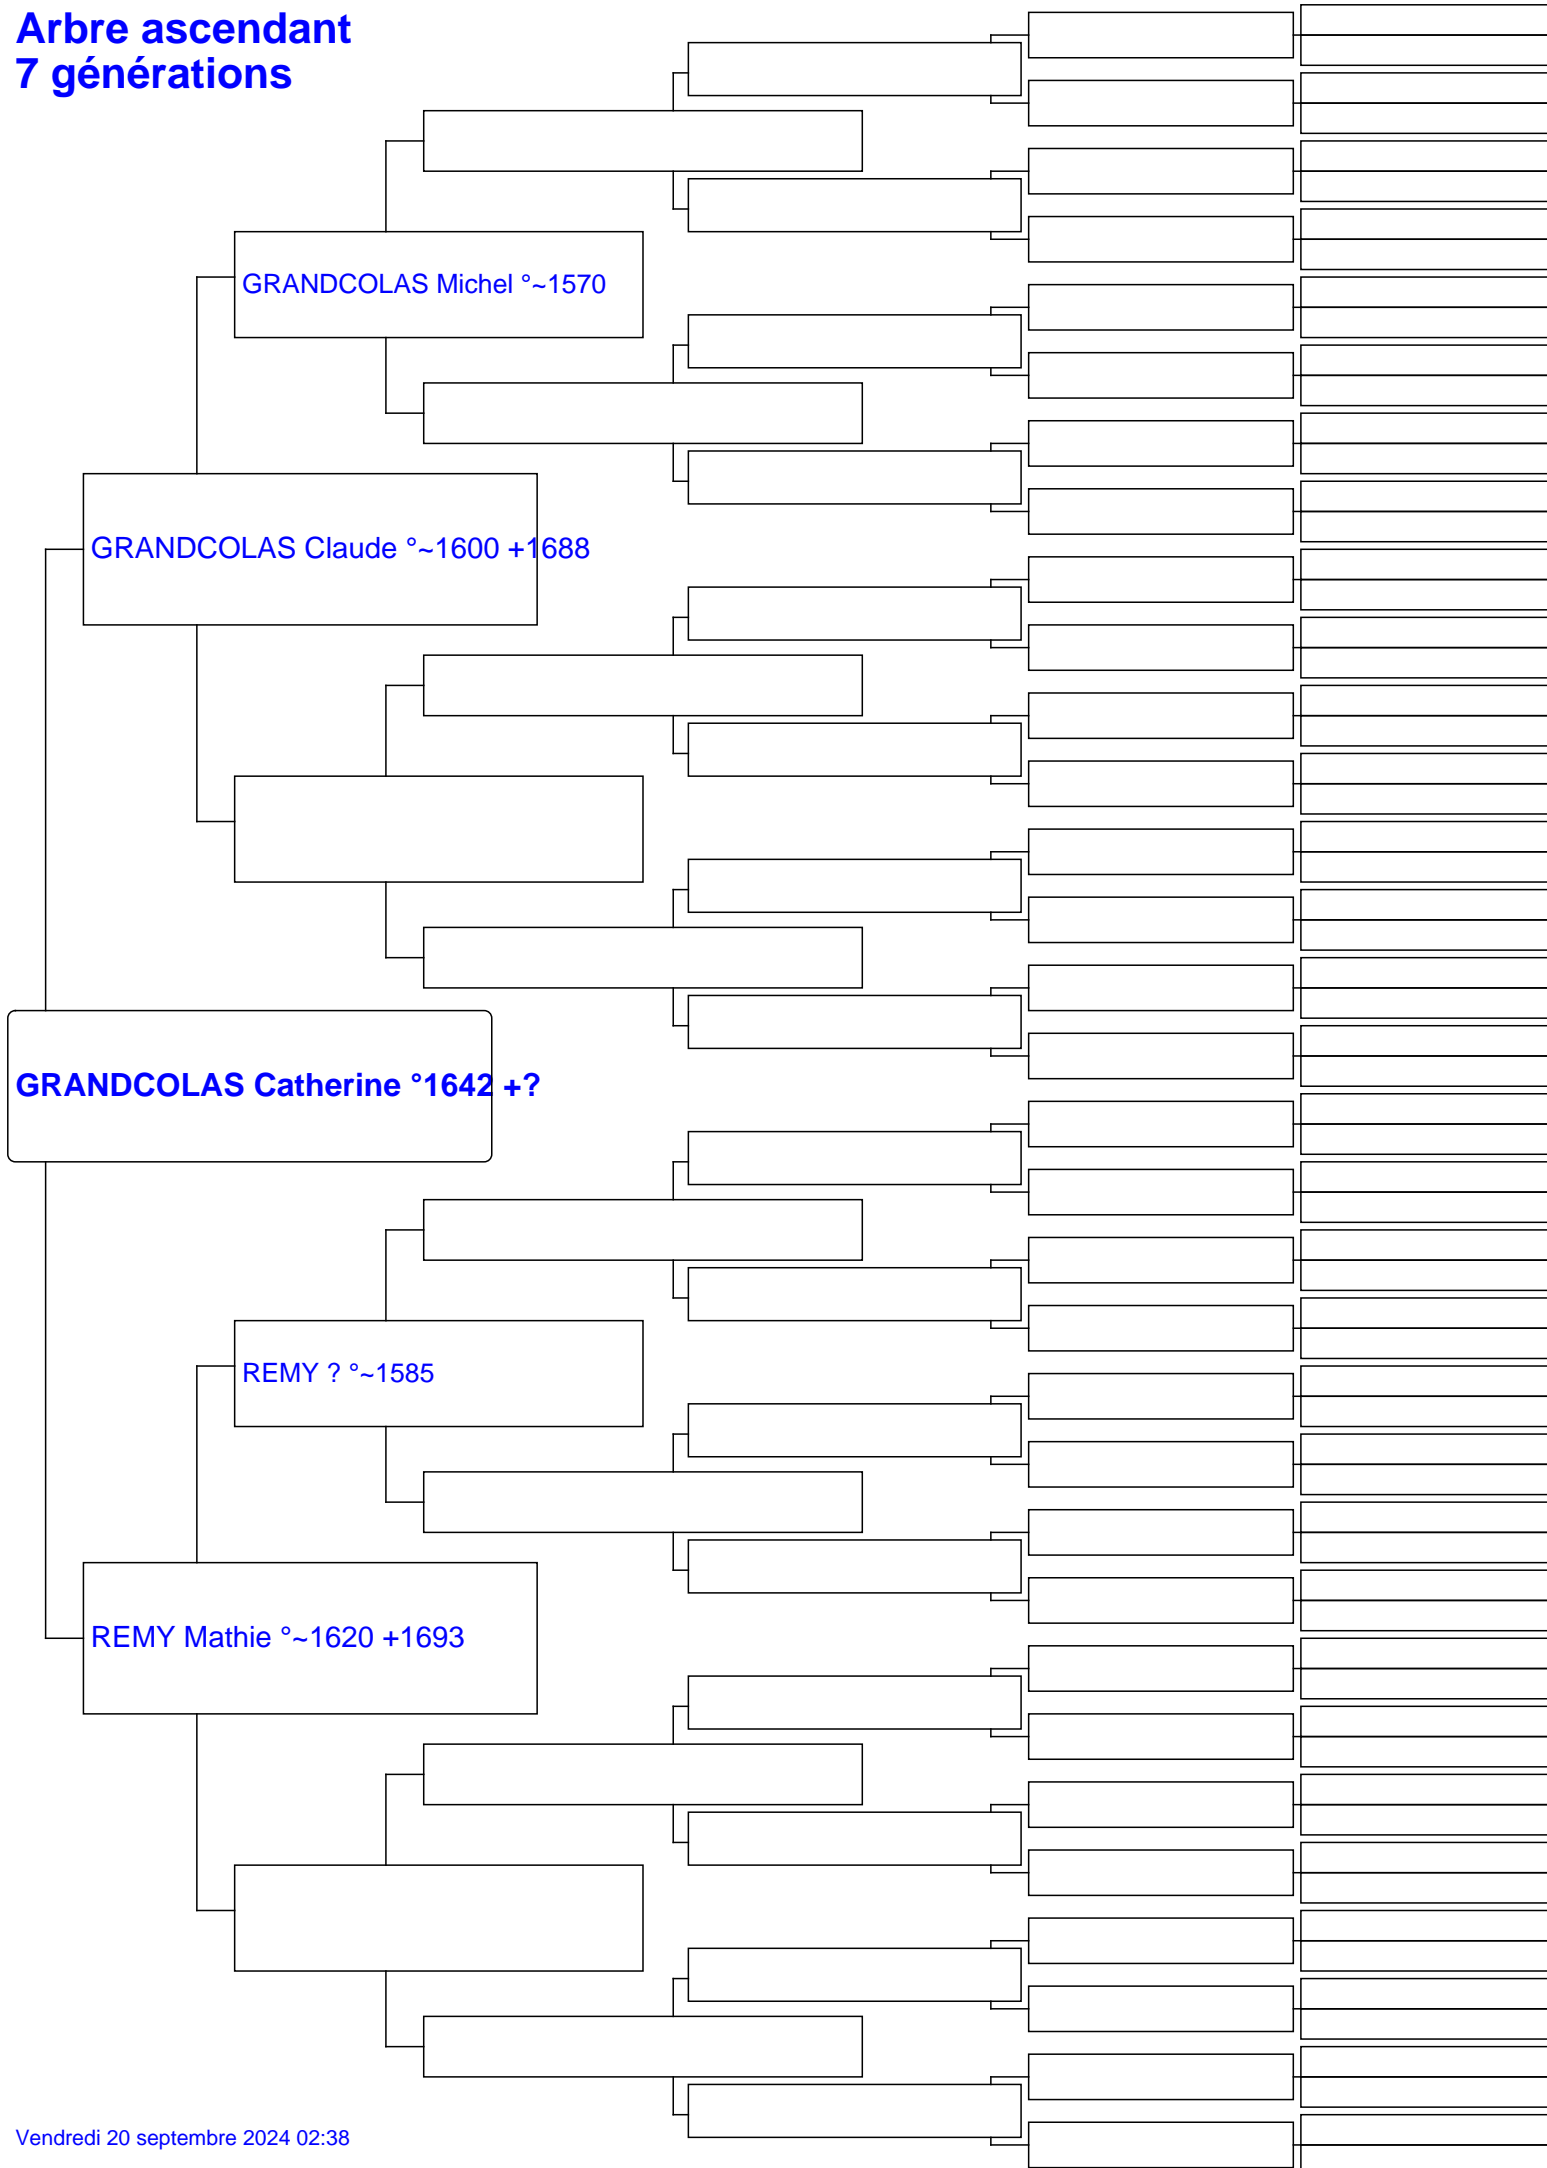 Arbre ascendant
7 générations
GRANDCOLAS Michel °~1570
GRANDCOLAS Claude °~1600 +1688
GRANDCOLAS Catherine °1642 +?
REMY ? °~1585
REMY Mathie °~1620 +1693
Vendredi 20 septembre 2024 02:38